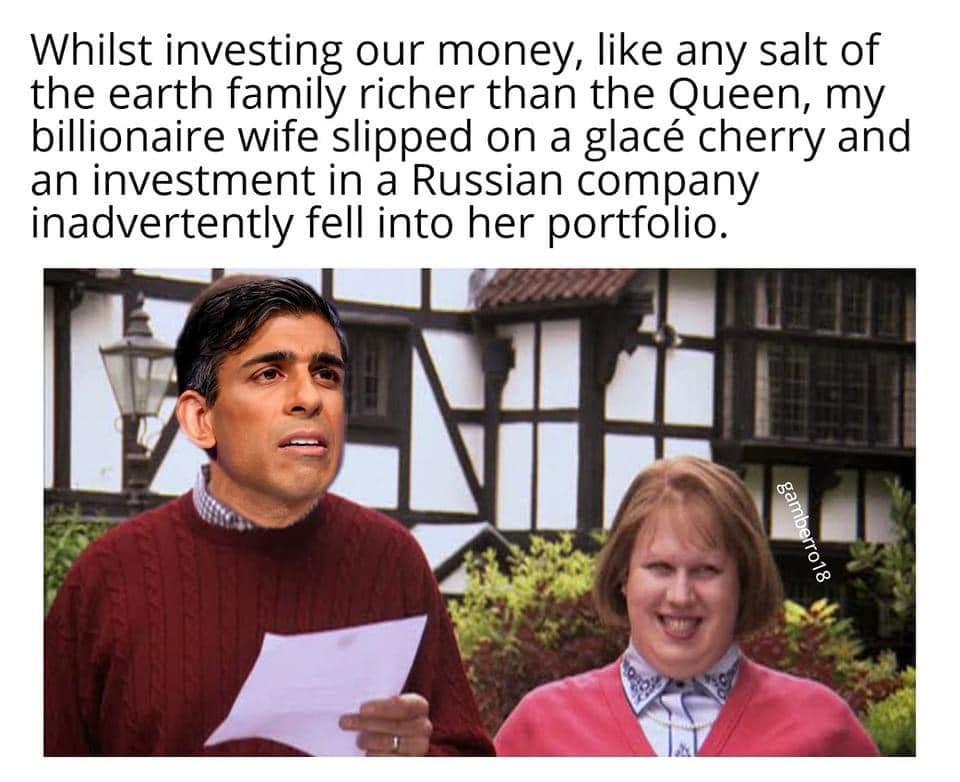 Whilst investing our money, like any salt of
the earth family richer than the Queen, my
billionaire wife slipped on a glacé cherry and
an investment in a Russian company
inadvertently fell into her portfolio.
gamberro18